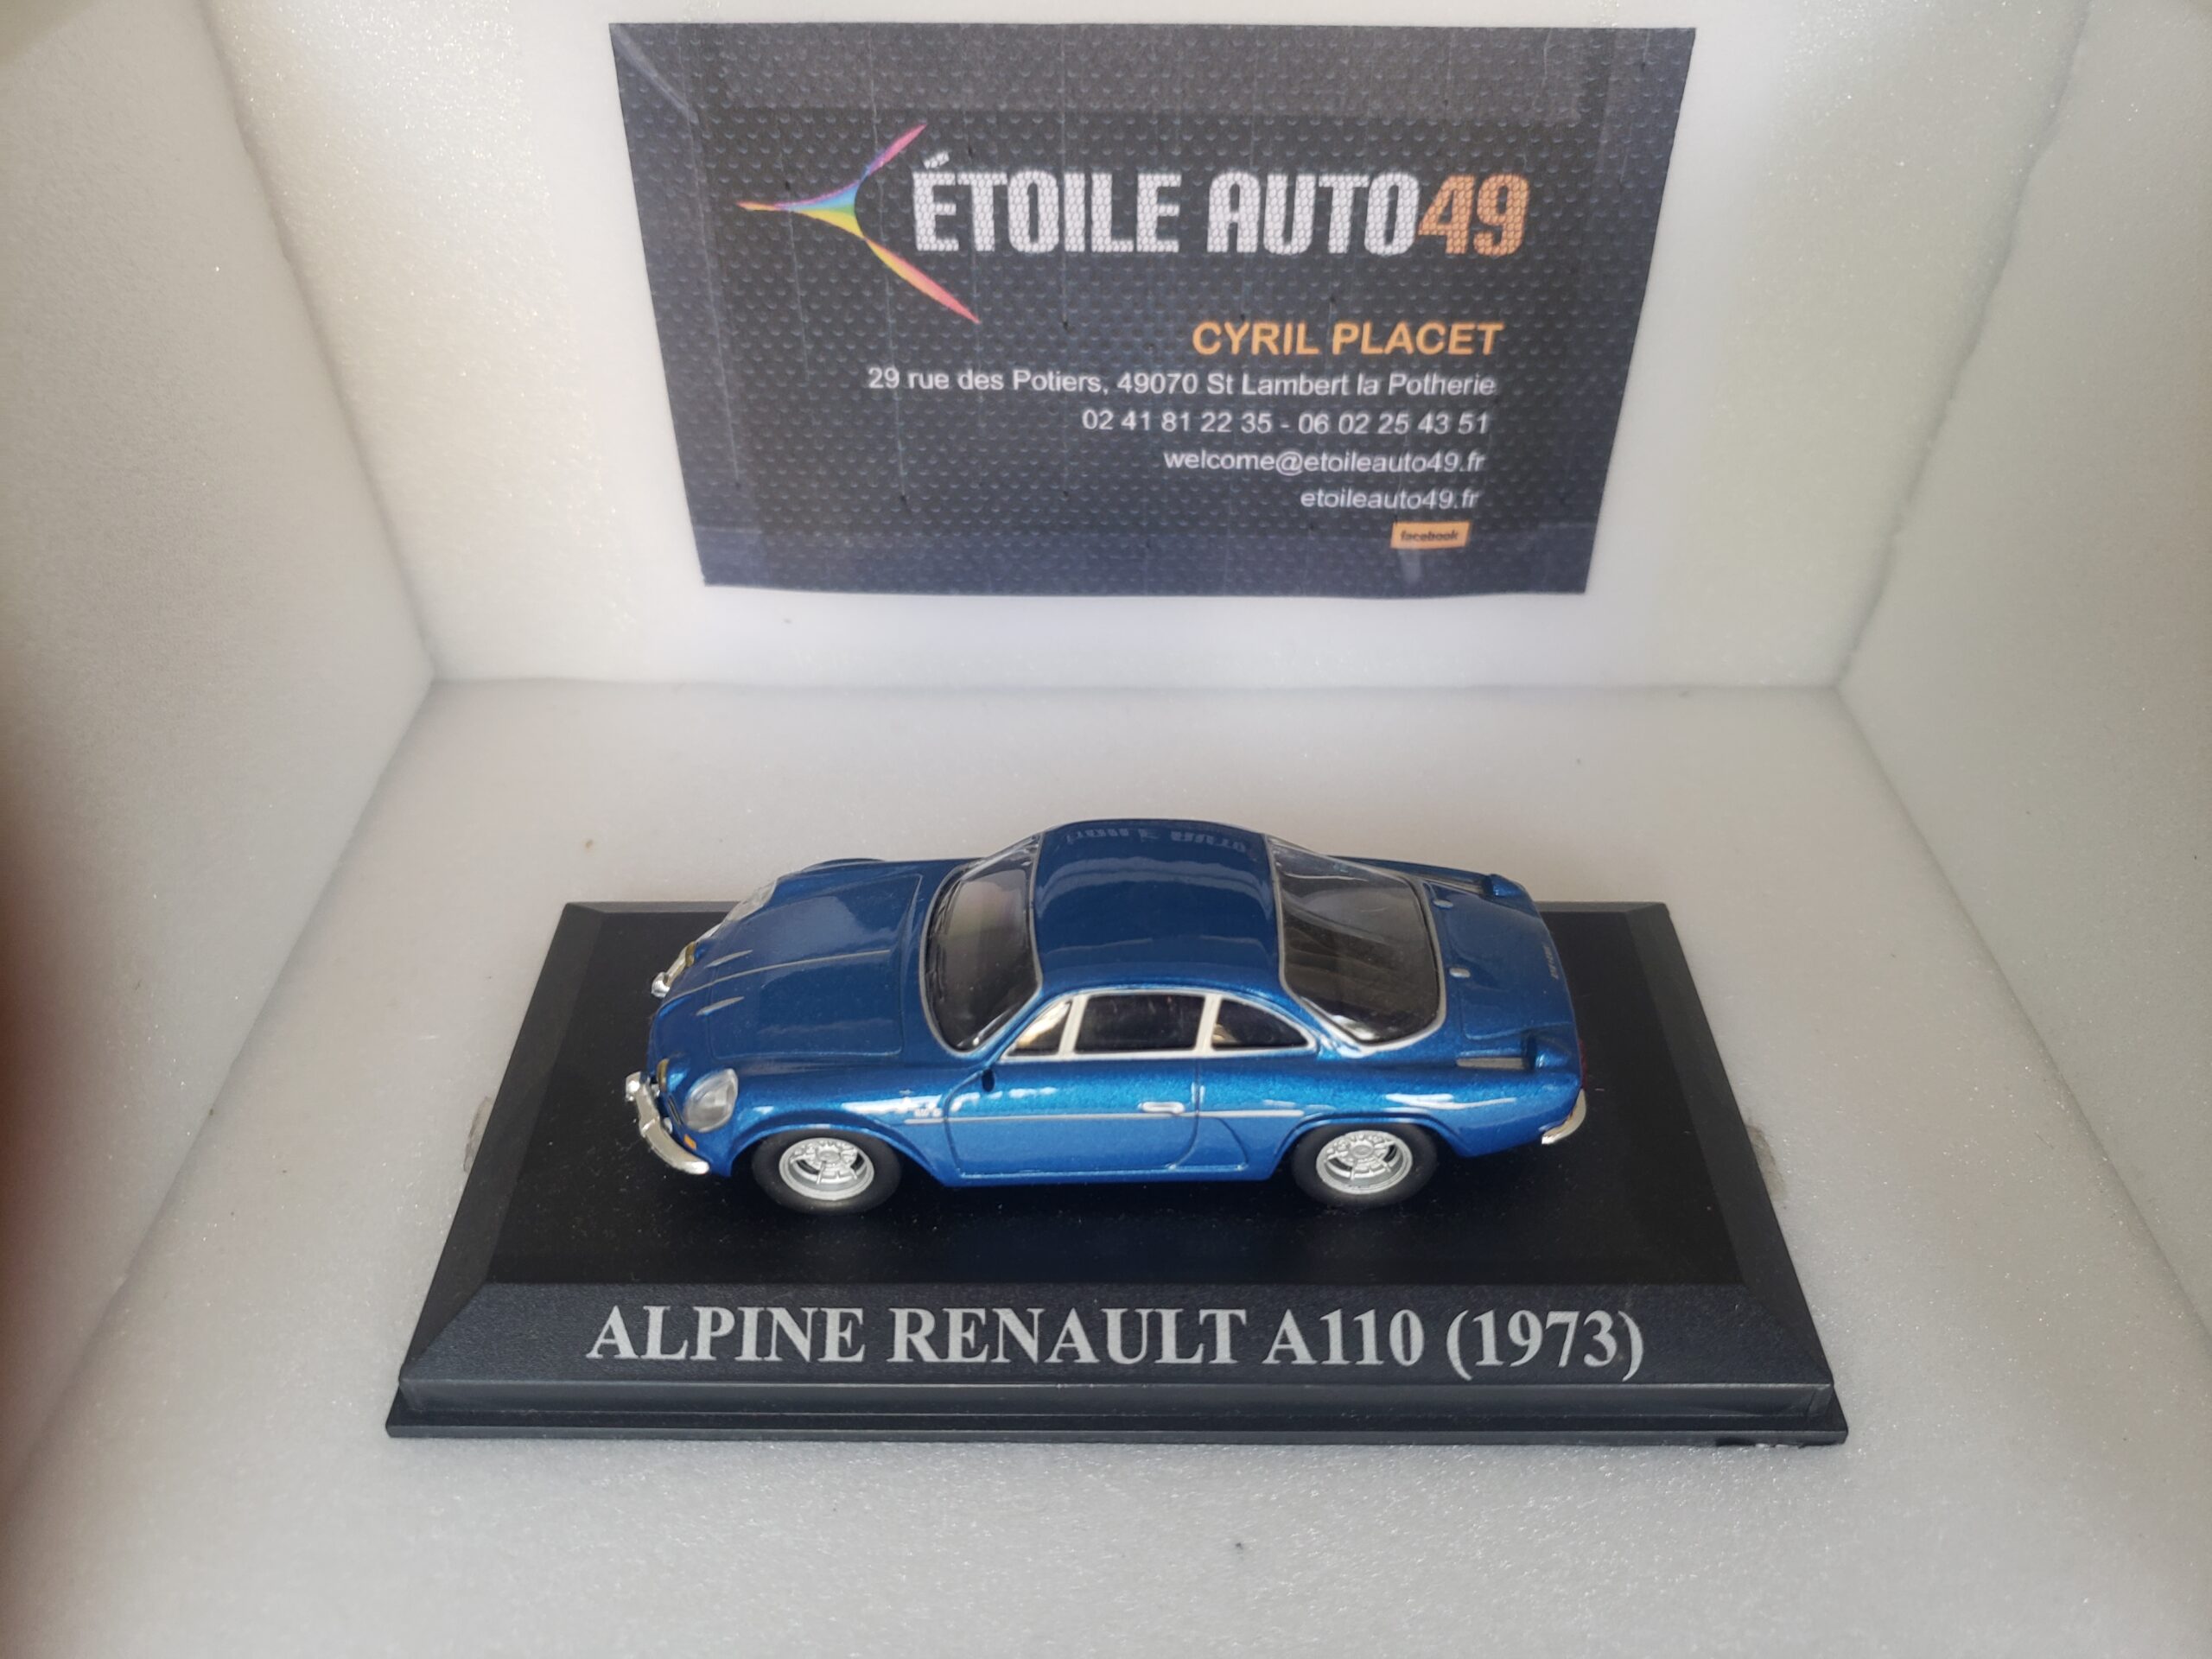 ÉTOILE AUTO49
CYRIL PLACET
29 rue des Potiers, 49070 St Lambert la Potherie
02 41 81 22 35 - 06 02 25 43 51
welcome@etoileauto49.fr
etoileauto49.fr
facebook
ALPINE RENAULT A110 (1973)